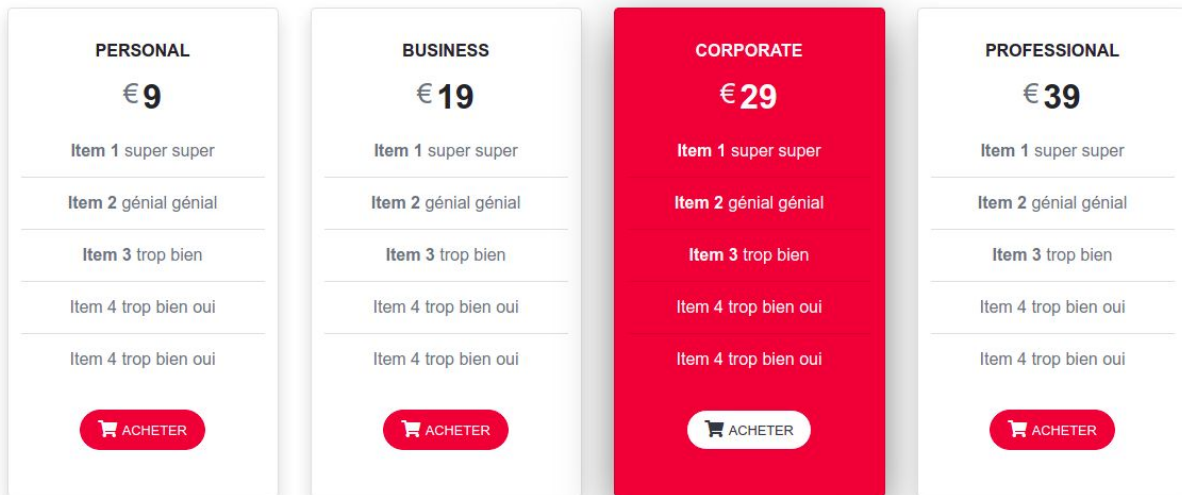 PERSONAL
€9
Item 1 super super
Item 2 génial génial
Item 3 trop bien
Item 4 trop bien oui
Item 4 trop bien oui
ACHETER
BUSINESS
€19
Item 1 super super
Item 2 génial génial
Item 3 trop bien
Item 4 trop bien oui
Item 4 trop bien oui
ACHETER
CORPORATE
€29
Item 1 super super
Item 2 génial génial
Item 3 trop bien
Item 4 trop bien oui
Item 4 trop bien oui
ACHETER
PROFESSIONAL
€39
Item 1 super super
Item 2 génial génial
Item 3 trop bien
Item 4 trop bien oui
Item 4 trop bien oui
ACHETER